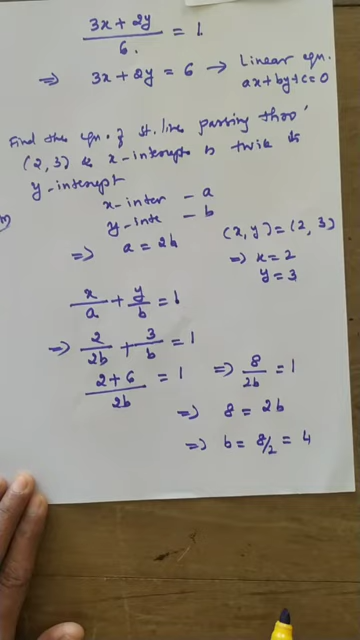 3x + 2y / 6. = 1.
=> 3x + 2y = 6 → Linear eqn.
ax + by + c = 0
Find the eqn. of st. line passing thro'
(2, 3) & x-intercept is twice its
y-intercept
x-inter - a
y-inte - b
=> a = 2b
(x, y) = (2, 3)
=> x = 2
y = 3
x/a + y/b = 1
=> 2/2b + 3/b = 1
2 + 6 / 2b = 1 => 8/2b = 1
=> 8 = 2b
=> b = 8/2 = 4